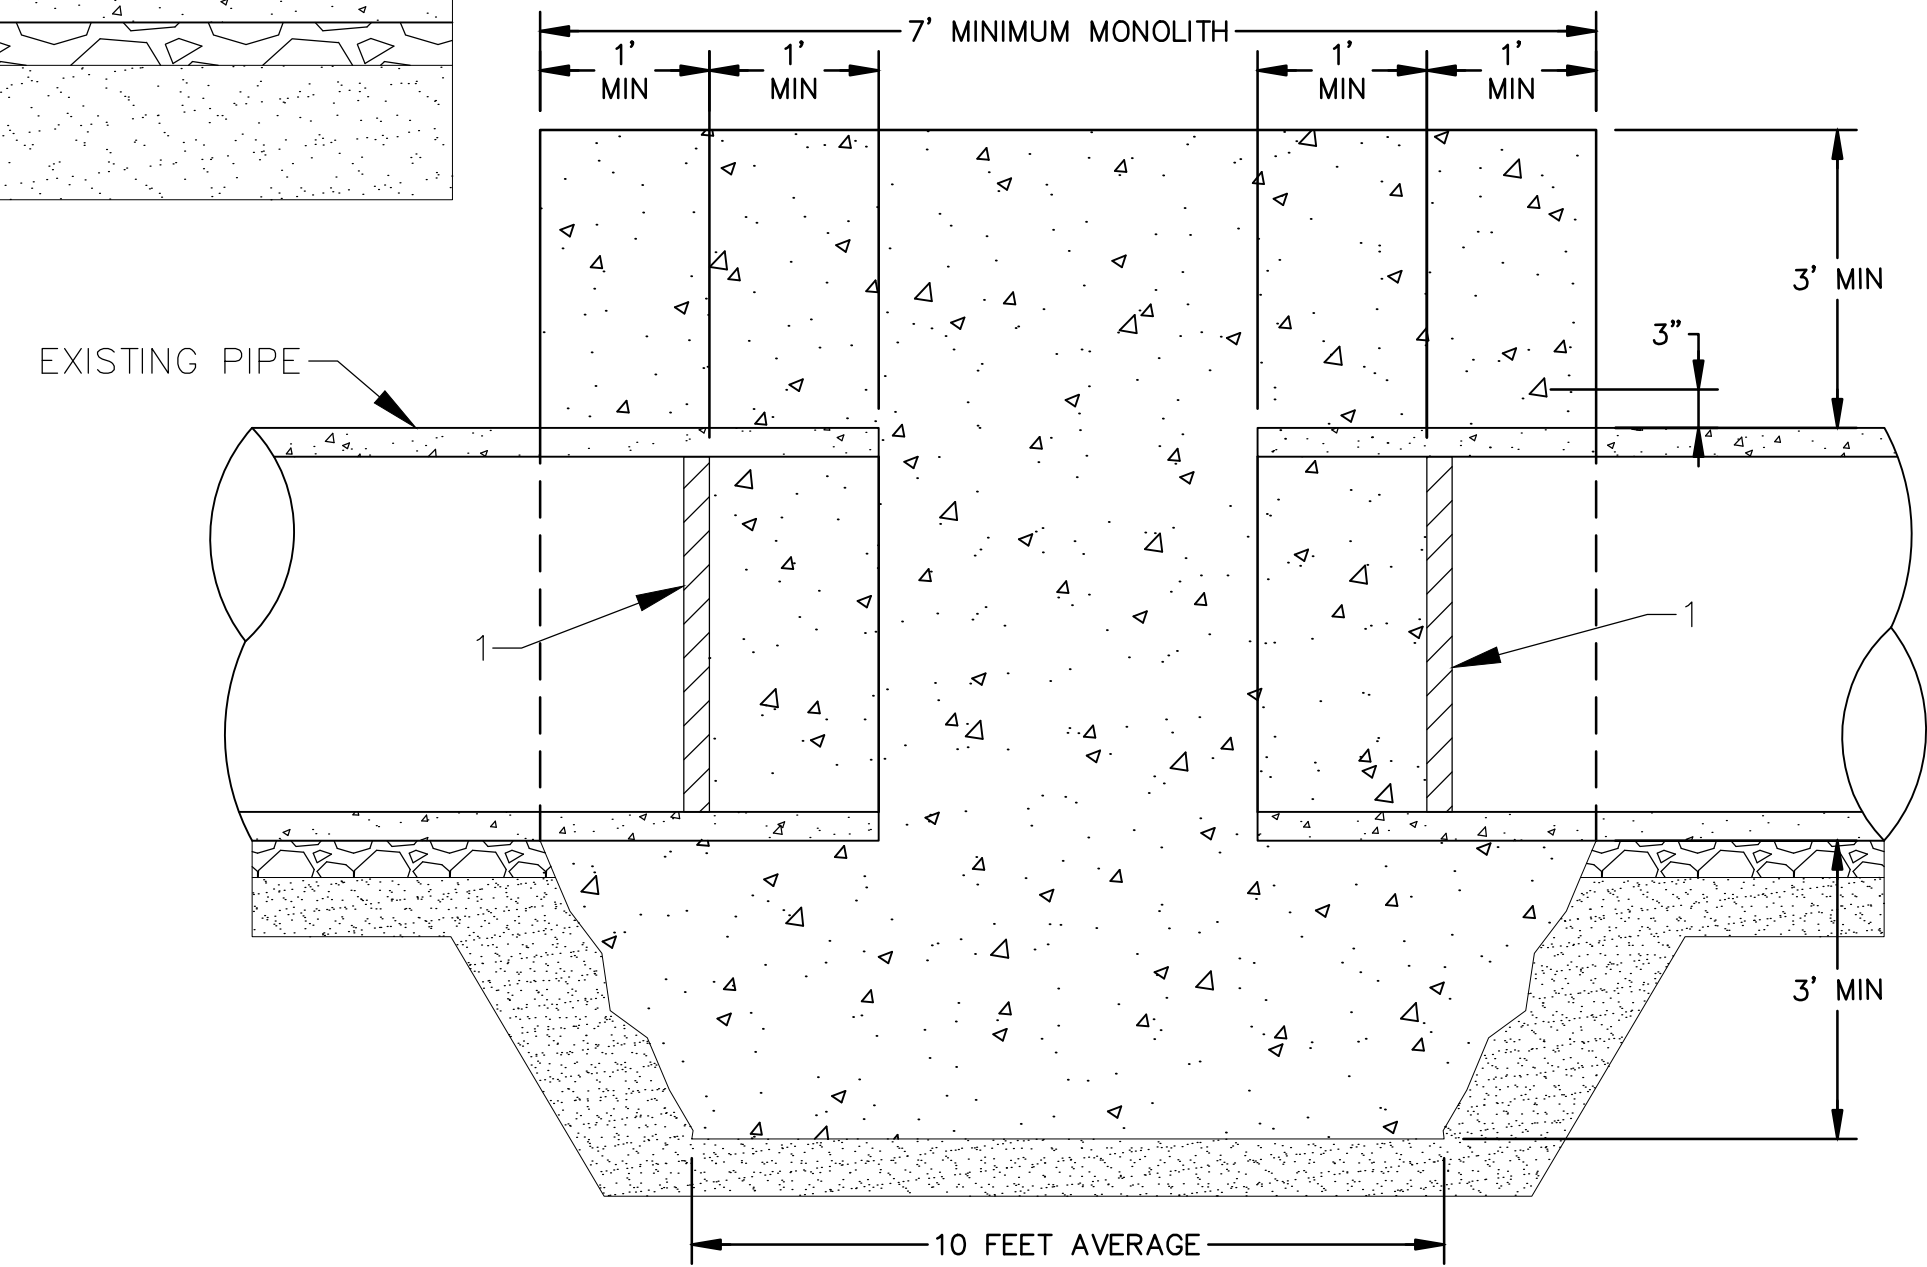 7' MINIMUM MONOLITH
1' MIN
1' MIN
1' MIN
1' MIN
3' MIN
3"
EXISTING PIPE
1
1
3' MIN
10 FEET AVERAGE